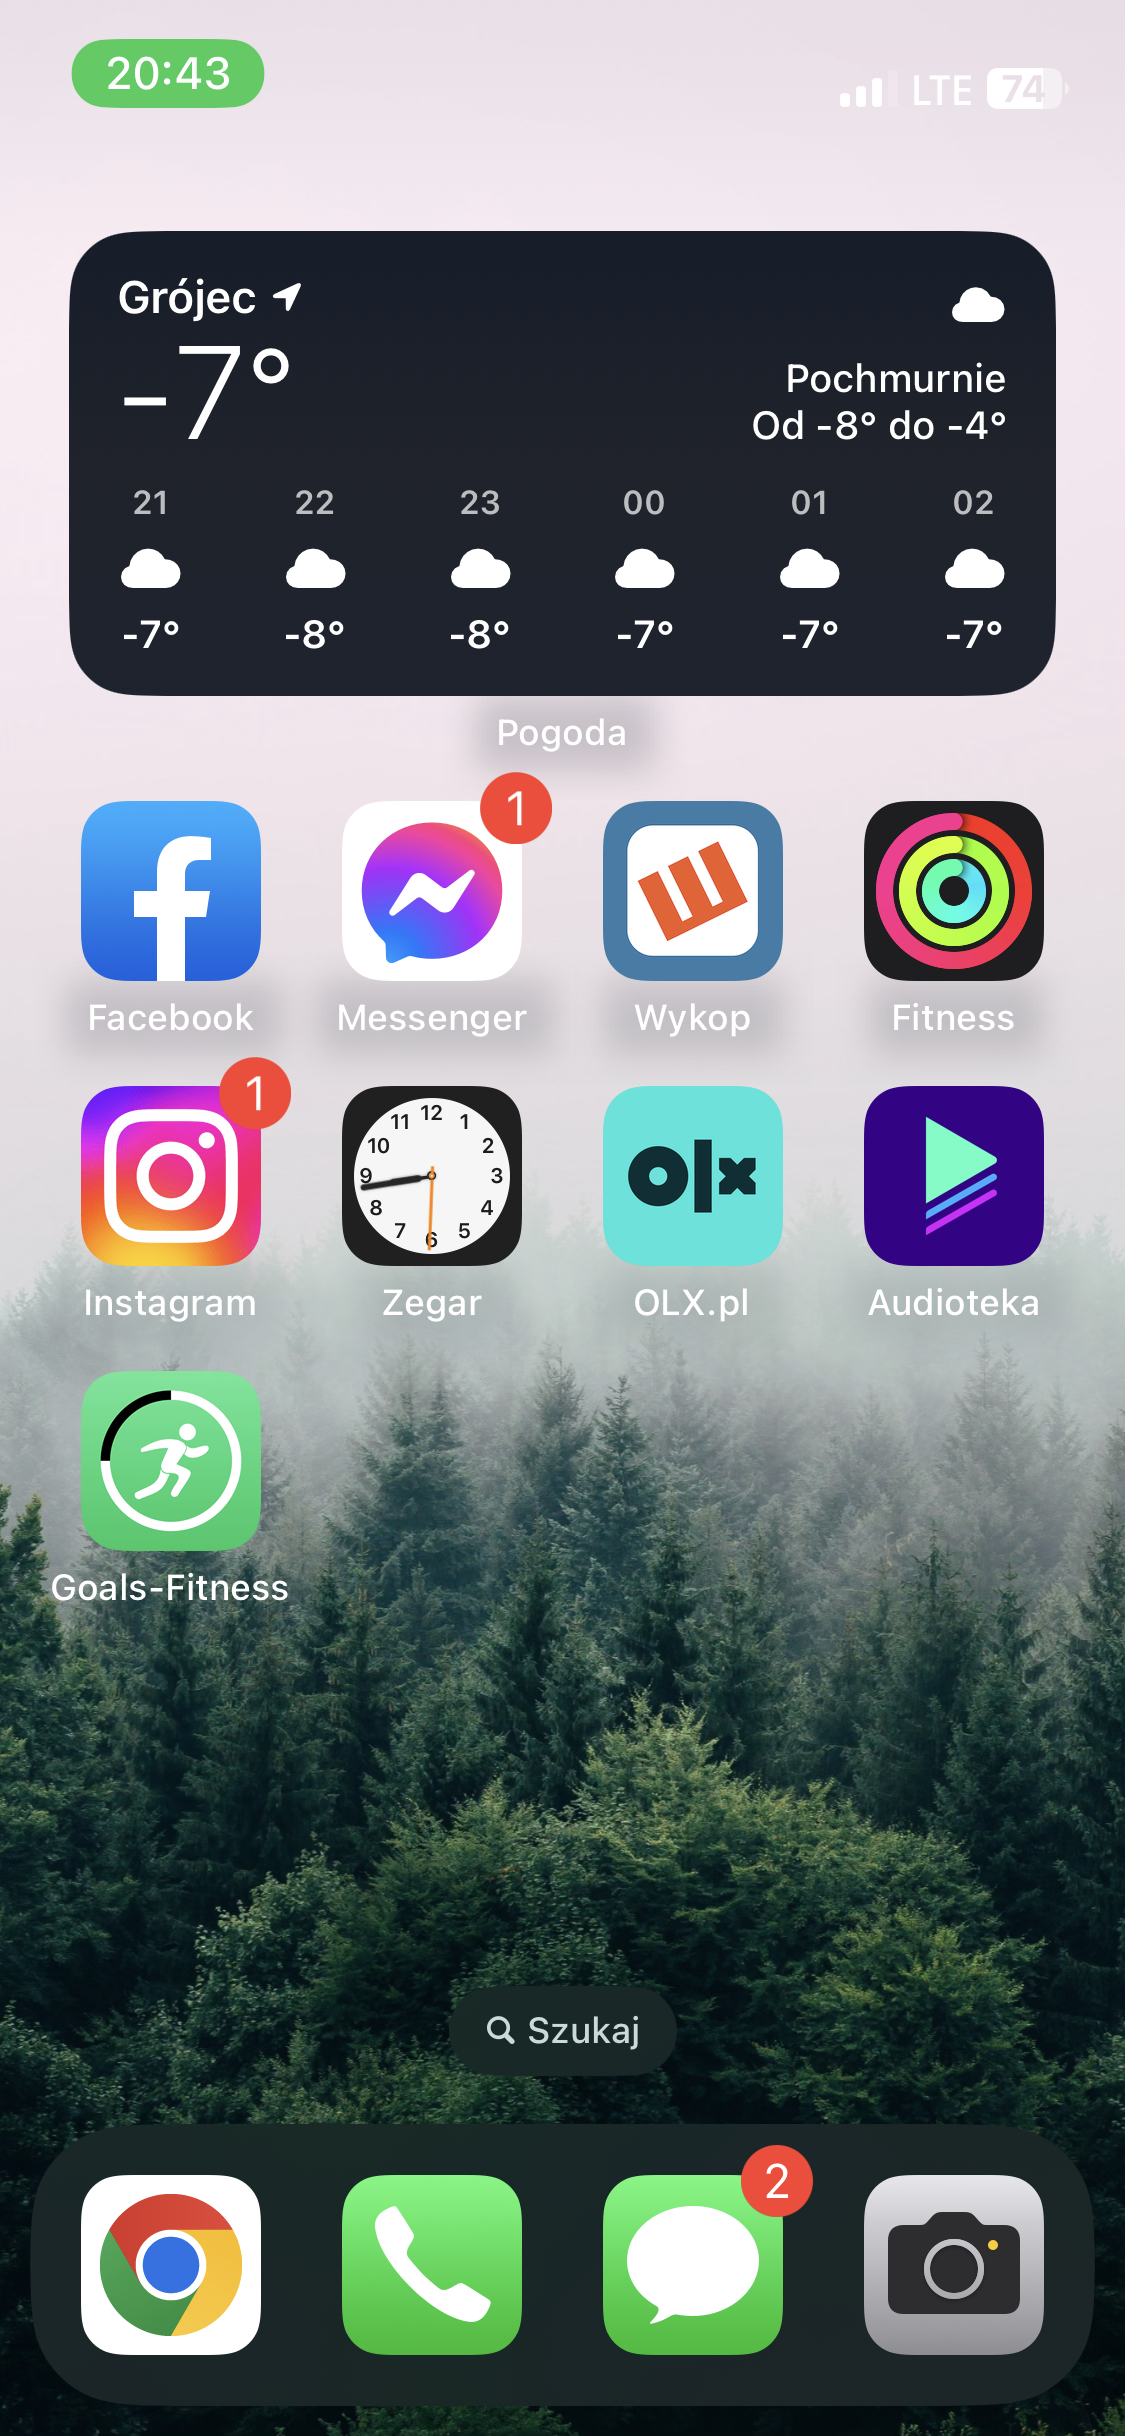 20:43 LTE 74
Grójec
-7°
Pochmurnie
Od -8° do -4°
21 22 23 00 01 02
-7° -8° -8° -7° -7° -7°
Pogoda
1
Facebook Messenger Wykop Fitness
1
12 1 2 3 4 5 6 7 8 9 10 11
olx
Instagram Zegar OLX.pl Audioteka
Goals-Fitness
Szukaj
2